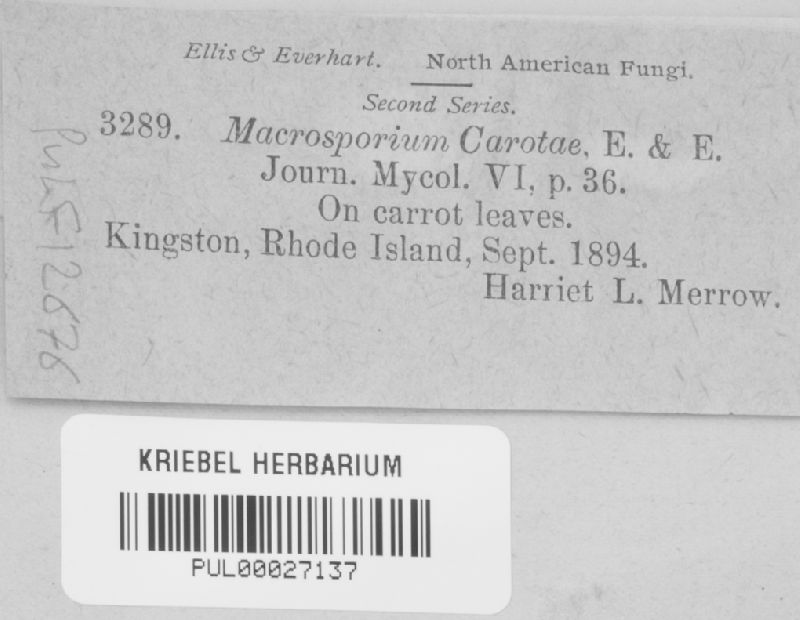 Ellis & Everhart. North American Fungi.
Second Series.
3289. Macrosporium Carotae, E. & E.
Journ. Mycol. VI, p. 36.
On carrot leaves.
Kingston, Rhode Island, Sept. 1894.
Harriet L. Merrow.
PulF12676
KRIEBEL HERBARIUM
PUL00027137